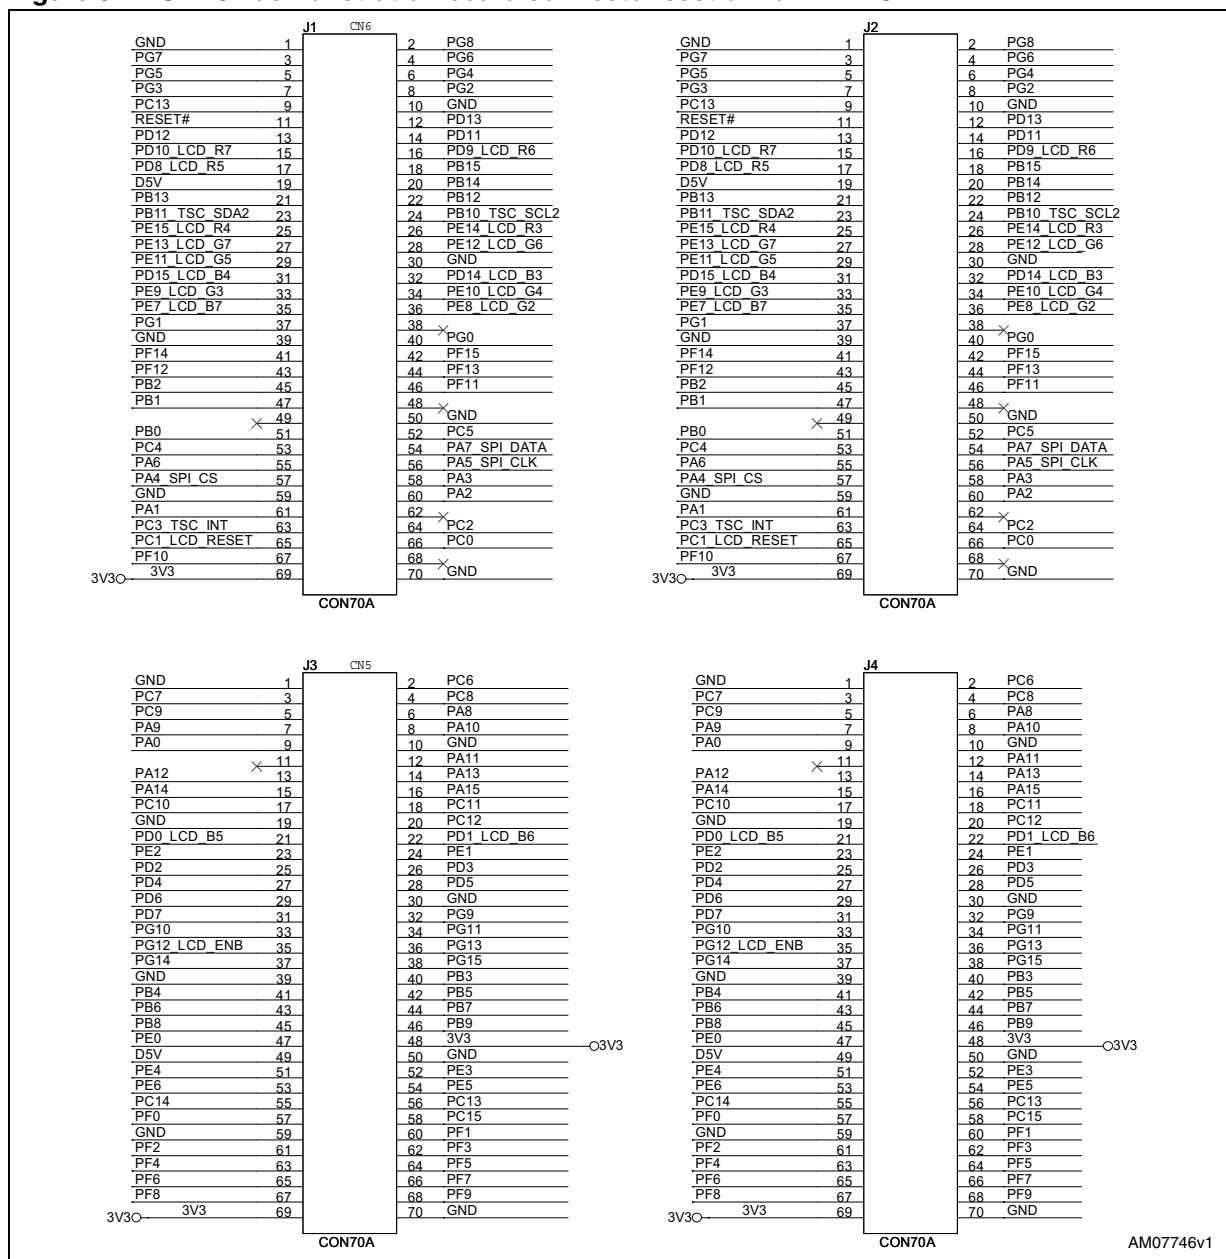 J1 CN6
GND 1 2 PG8
PG7 3 4 PG6
PG5 5 6 PG4
PG3 7 8 PG2
PC13 9 10 GND
RESET# 11 12 PD13
PD12 13 14 PD11
PD10_LCD_R7 15 16 PD9_LCD_R6
PD8_LCD_R5 17 18 PB15
D5V 19 20 PB14
PB13 21 22 PB12
PB11_TSC_SDA2 23 24 PB10_TSC_SCL2
PE15_LCD_R4 25 26 PE14_LCD_R3
PE13_LCD_G7 27 28 PE12_LCD_G6
PE11_LCD_G5 29 30 GND
PD15_LCD_B4 31 32 PD14_LCD_B3
PE9_LCD_G3 33 34 PE10_LCD_G4
PE7_LCD_B7 35 36 PE8_LCD_G2
PG1 37 38
GND 39 40 PG0
PF14 41 42 PF15
PF12 43 44 PF13
PB2 45 46 PF11
PB1 47 48
49 50 GND
PB0 51 52 PC5
PC4 53 54 PA7_SPI_DATA
PA6 55 56 PA5_SPI_CLK
PA4_SPI_CS 57 58 PA3
GND 59 60 PA2
PA1 61 62
PC3_TSC_INT 63 64 PC2
PC1_LCD_RESET 65 66 PC0
PF10 67 68
3V3 3V3 69 70 GND
CON70A
J2
GND 1 2 PG8
PG7 3 4 PG6
PG5 5 6 PG4
PG3 7 8 PG2
PC13 9 10 GND
RESET# 11 12 PD13
PD12 13 14 PD11
PD10_LCD_R7 15 16 PD9_LCD_R6
PD8_LCD_R5 17 18 PB15
D5V 19 20 PB14
PB13 21 22 PB12
PB11_TSC_SDA2 23 24 PB10_TSC_SCL2
PE15_LCD_R4 25 26 PE14_LCD_R3
PE13_LCD_G7 27 28 PE12_LCD_G6
PE11_LCD_G5 29 30 GND
PD15_LCD_B4 31 32 PD14_LCD_B3
PE9_LCD_G3 33 34 PE10_LCD_G4
PE7_LCD_B7 35 36 PE8_LCD_G2
PG1 37 38
GND 39 40 PG0
PF14 41 42 PF15
PF12 43 44 PF13
PB2 45 46 PF11
PB1 47 48
49 50 GND
PB0 51 52 PC5
PC4 53 54 PA7_SPI_DATA
PA6 55 56 PA5_SPI_CLK
PA4_SPI_CS 57 58 PA3
GND 59 60 PA2
PA1 61 62
PC3_TSC_INT 63 64 PC2
PC1_LCD_RESET 65 66 PC0
PF10 67 68
3V3 3V3 69 70 GND
CON70A
J3 CN5
GND 1 2 PC6
PC7 3 4 PC8
PC9 5 6 PA8
PA9 7 8 PA10
PA0 9 10 GND
11 12 PA11
PA12 13 14 PA13
PA14 15 16 PA15
PC10 17 18 PC11
GND 19 20 PC12
PD0_LCD_B5 21 22 PD1_LCD_B6
PE2 23 24 PE1
PD2 25 26 PD3
PD4 27 28 PD5
PD6 29 30 GND
PD7 31 32 PG9
PG10 33 34 PG11
PG12_LCD_ENB 35 36 PG13
PG14 37 38 PG15
GND 39 40 PB3
PB4 41 42 PB5
PB6 43 44 PB7
PB8 45 46 PB9
PE0 47 48 3V3 3V3
D5V 49 50 GND
PE4 51 52 PE3
PE6 53 54 PE5
PC14 55 56 PC13
PF0 57 58 PC15
GND 59 60 PF1
PF2 61 62 PF3
PF4 63 64 PF5
PF6 65 66 PF7
PF8 67 68 PF9
3V3 3V3 69 70 GND
CON70A
J4
GND 1 2 PC6
PC7 3 4 PC8
PC9 5 6 PA8
PA9 7 8 PA10
PA0 9 10 GND
11 12 PA11
PA12 13 14 PA13
PA14 15 16 PA15
PC10 17 18 PC11
GND 19 20 PC12
PD0_LCD_B5 21 22 PD1_LCD_B6
PE2 23 24 PE1
PD2 25 26 PD3
PD4 27 28 PD5
PD6 29 30 GND
PD7 31 32 PG9
PG10 33 34 PG11
PG12_LCD_ENB 35 36 PG13
PG14 37 38 PG15
GND 39 40 PB3
PB4 41 42 PB5
PB6 43 44 PB7
PB8 45 46 PB9
PE0 47 48 3V3 3V3
D5V 49 50 GND
PE4 51 52 PE3
PE6 53 54 PE5
PC14 55 56 PC13
PF0 57 58 PC15
GND 59 60 PF1
PF2 61 62 PF3
PF4 63 64 PF5
PF6 65 66 PF7
PF8 67 68 PF9
3V3 3V3 69 70 GND
CON70A
AM07746v1